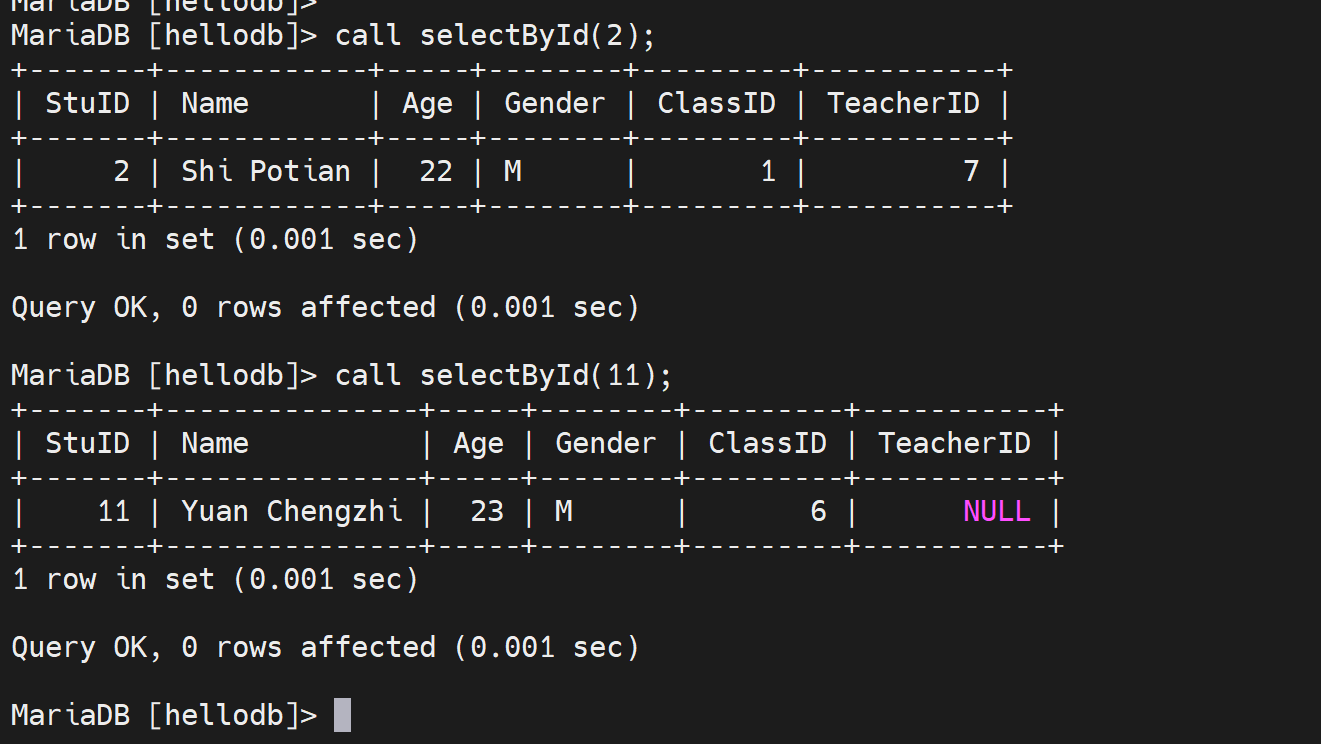 MariaDB [hellodb]>
MariaDB [hellodb]> call selectById(2);
+-------+------------+-----+--------+---------+-----------+
| StuID | Name       | Age | Gender | ClassID | TeacherID |
+-------+------------+-----+--------+---------+-----------+
|     2 | Shi Potian |  22 | M      |       1 |         7 |
+-------+------------+-----+--------+---------+-----------+
1 row in set (0.001 sec)

Query OK, 0 rows affected (0.001 sec)

MariaDB [hellodb]> call selectById(11);
+-------+---------------+-----+--------+---------+-----------+
| StuID | Name          | Age | Gender | ClassID | TeacherID |
+-------+---------------+-----+--------+---------+-----------+
|    11 | Yuan Chengzhi |  23 | M      |       6 |      NULL |
+-------+---------------+-----+--------+---------+-----------+
1 row in set (0.001 sec)

Query OK, 0 rows affected (0.001 sec)

MariaDB [hellodb]>